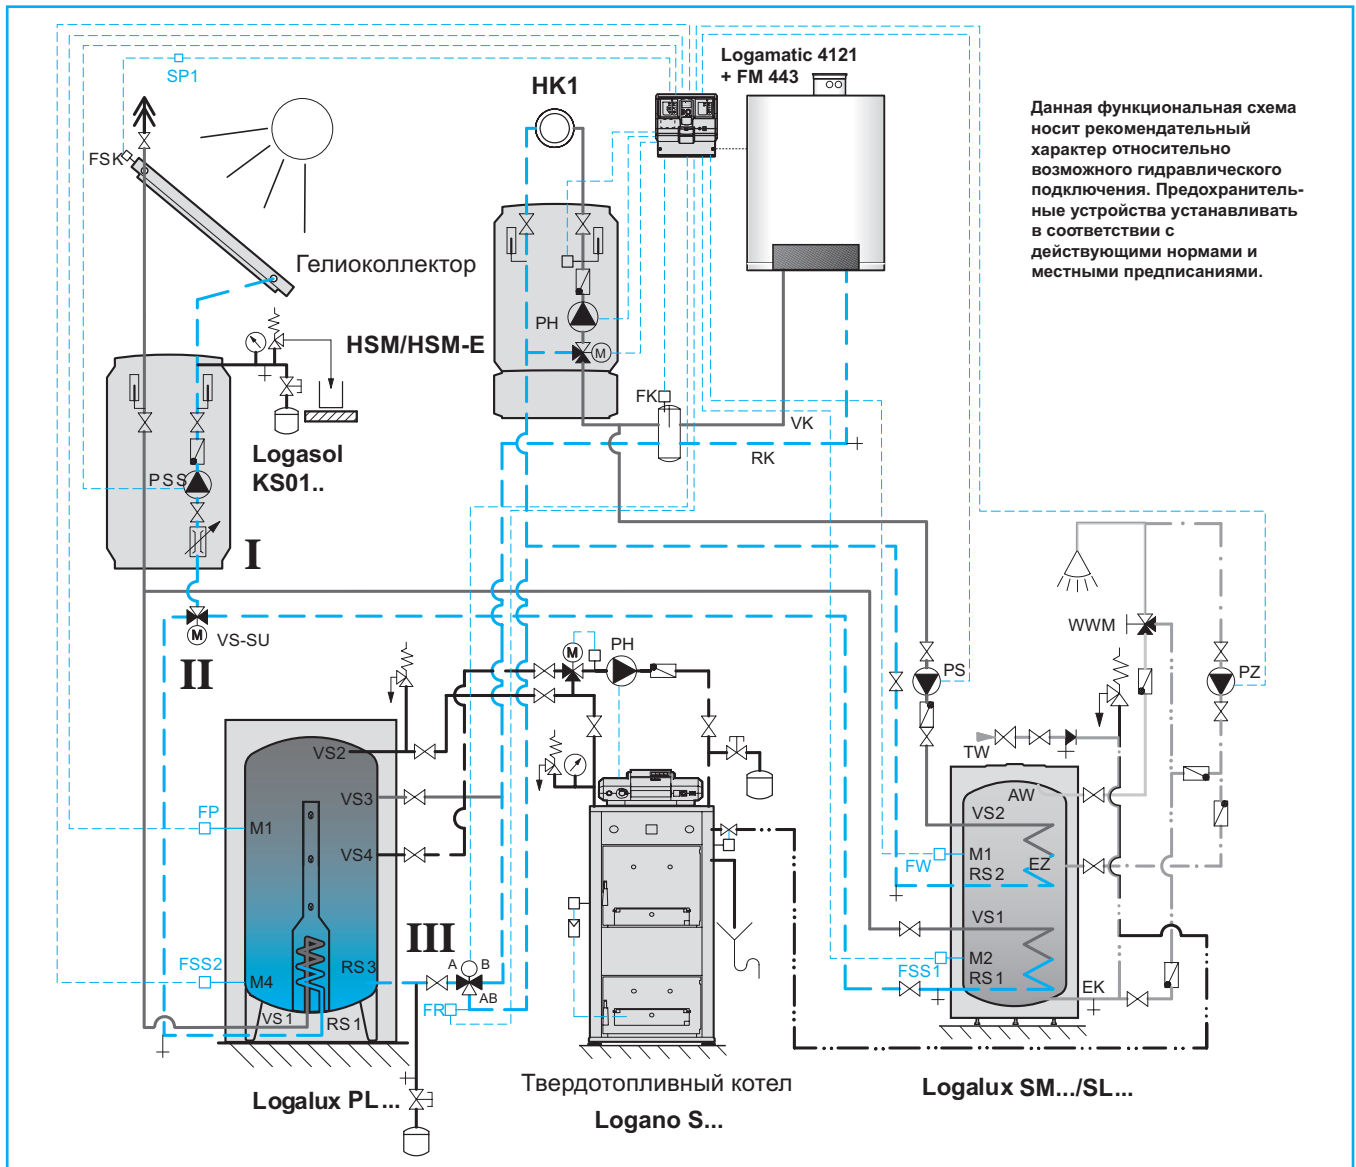 SP1
Logamatic 4121
+ FM 443
HK1
Данная функциональная схема
носит рекомендательный
характер относительно
возможного гидравлического
подключения. Предохранитель-
ные устройства устанавливать
в соответствии с
действующими нормами и
местными предписаниями.
FSK
Гелиоколлектор
PH
HSM/HSM-E
M
FK
VK
RK
Logasol
KS01..
PSS
I
M
VS-SU
II
M
PH
WWM
PS
PZ
TW
VS2
VS3
FP
M1
VS4
AW
VS2
M1
FW
EZ
RS2
VS1
M2
FSS1
RS1
EK
III
A
B
AB
FSS2
M4
RS3
FR
VS1
RS1
Logalux PL...
Твердотопливный котел
Logano S...
Logalux SM.../SL...